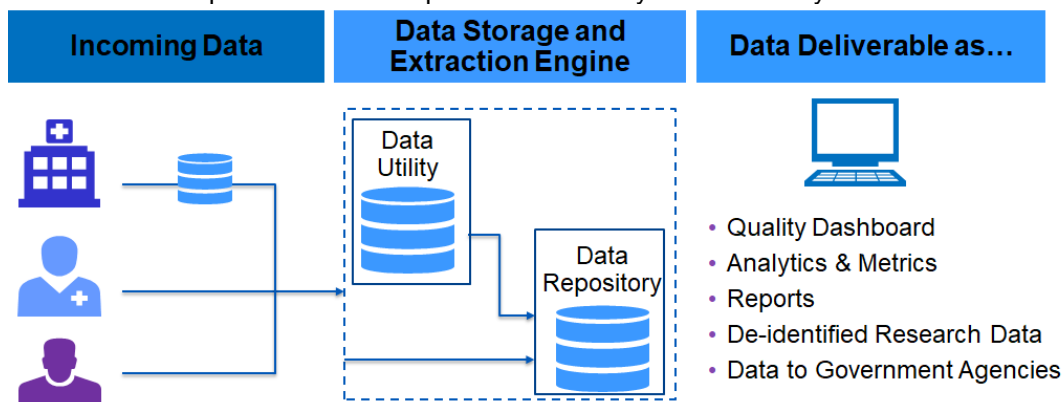 Incoming Data
Data Storage and
Extraction Engine
Data Deliverable as…
Data
Utility
Data
Repository
• Quality Dashboard
• Analytics & Metrics
• Reports
• De-identified Research Data
• Data to Government Agencies